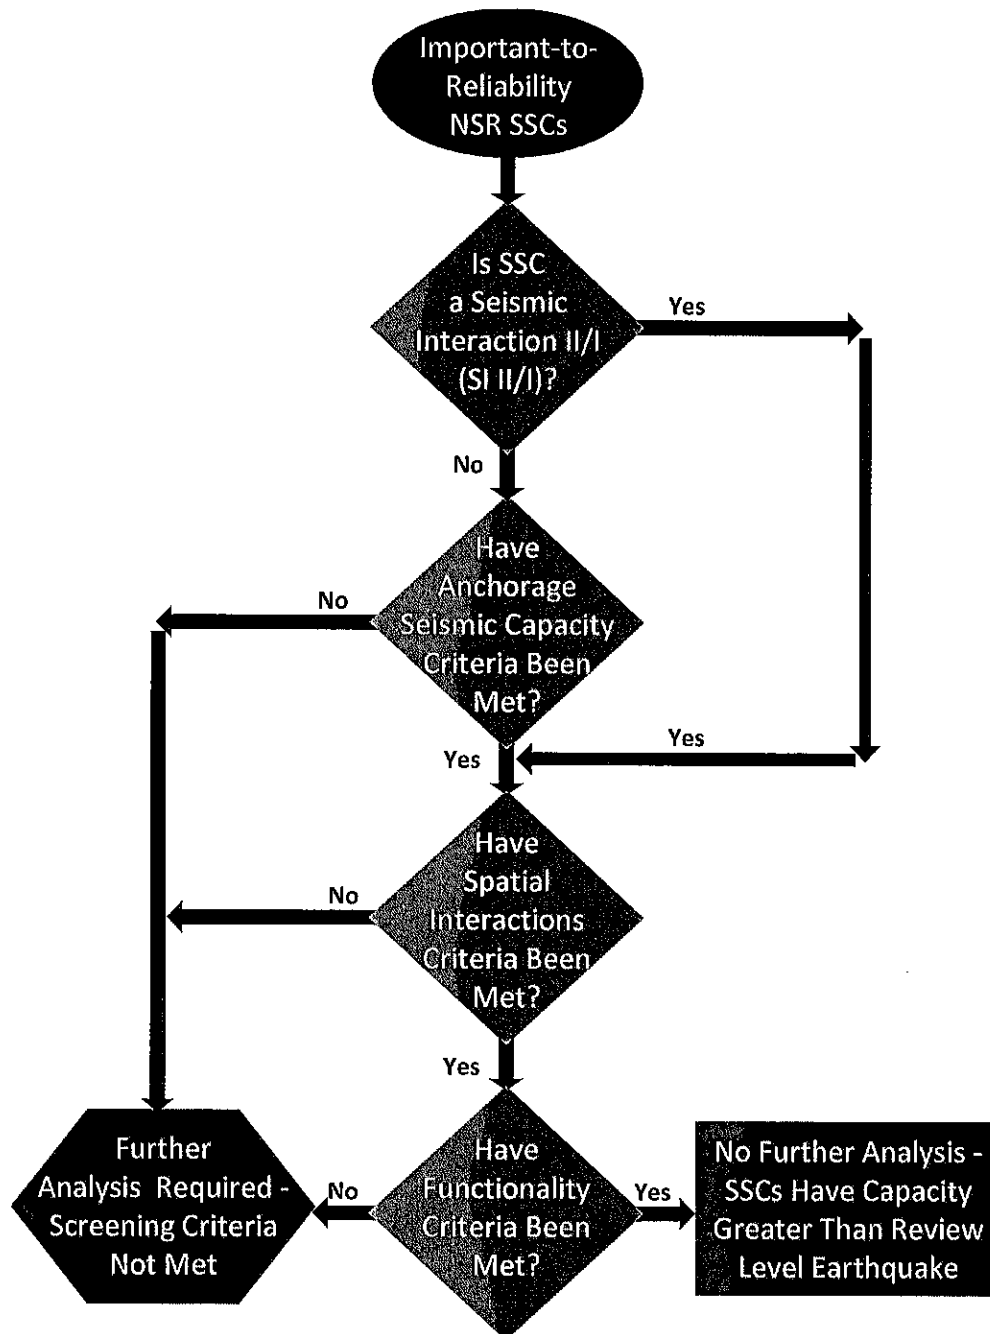 Important-to-
Reliability
NSR SSCs
Is SSC
a Seismic
Interaction II/I
(SI II/I)?
Yes
No
Have
Anchorage
Seismic Capacity
Criteria Been
Met?
No
Yes
Yes
Have
Spatial
Interactions
Criteria Been
Met?
No
Yes
Further
Analysis Required -
Screening Criteria
Not Met
No
Have
Functionality
Criteria Been
Met?
Yes
No Further Analysis -
SSCs Have Capacity
Greater Than Review
Level Earthquake